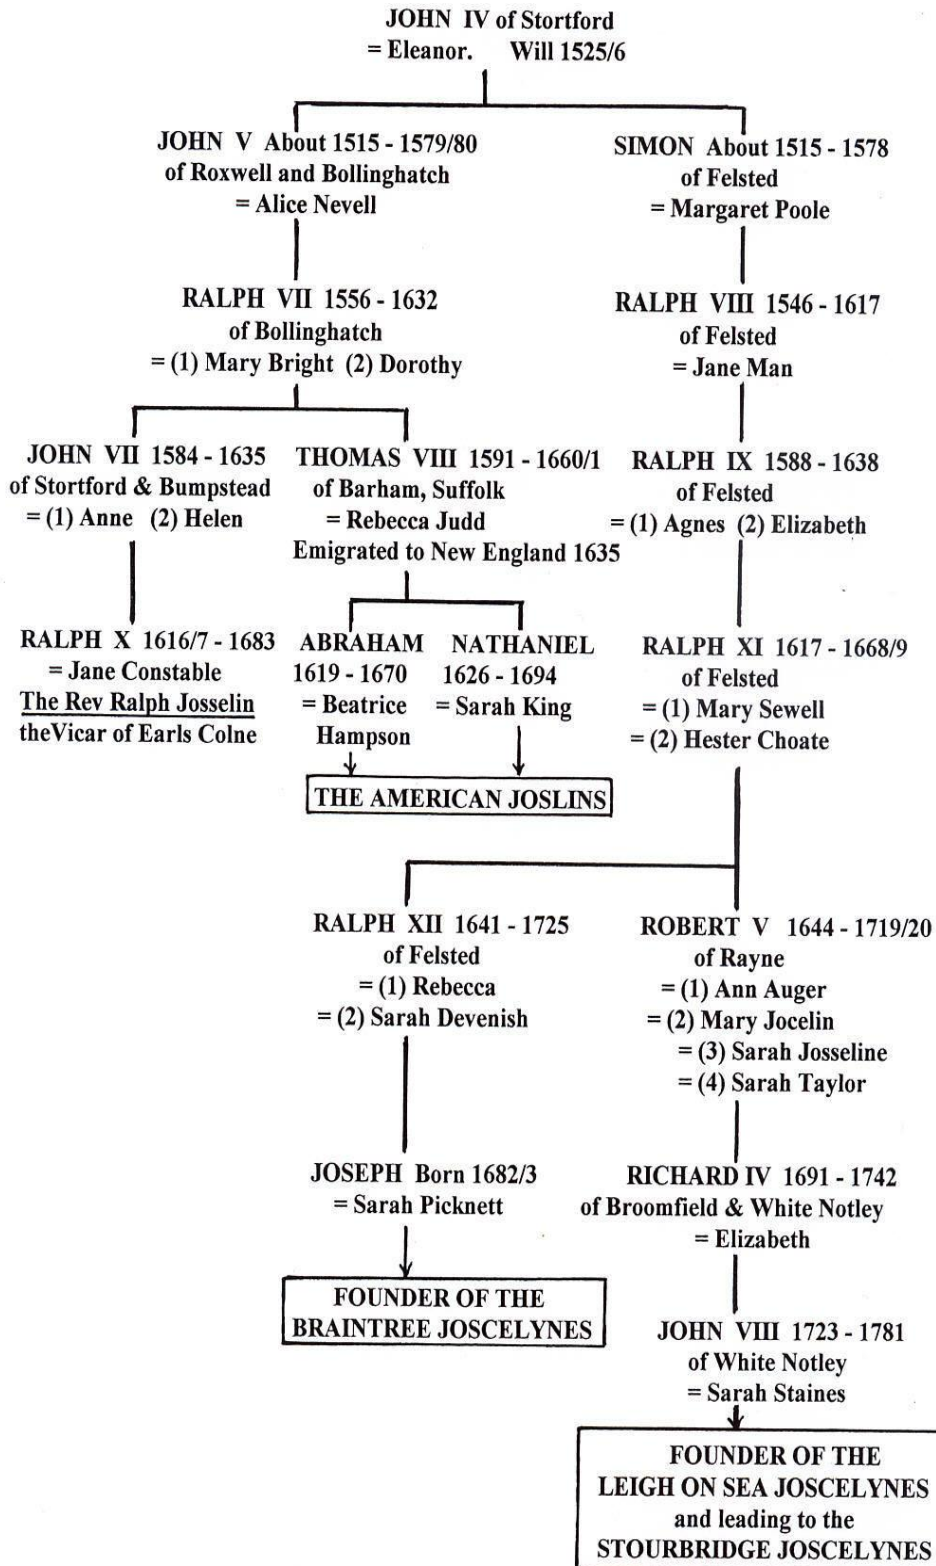 JOHN IV of Stortford
= Eleanor. Will 1525/6
JOHN V About 1515 - 1579/80
of Roxwell and Bollinghatch
= Alice Nevell
SIMON About 1515 - 1578
of Felsted
= Margaret Poole
RALPH VII 1556 - 1632
of Bollinghatch
= (1) Mary Bright (2) Dorothy
RALPH VIII 1546 - 1617
of Felsted
= Jane Man
JOHN VII 1584 - 1635
of Stortford & Bumpstead
= (1) Anne (2) Helen
THOMAS VIII 1591 - 1660/1
of Barham, Suffolk
= Rebecca Judd
Emigrated to New England 1635
RALPH IX 1588 - 1638
of Felsted
= (1) Agnes (2) Elizabeth
RALPH X 1616/7 - 1683
= Jane Constable
The Rev Ralph Josselin
theVicar of Earls Colne
ABRAHAM
1619 - 1670
= Beatrice
Hampson
NATHANIEL
1626 - 1694
= Sarah King
THE AMERICAN JOSLINS
RALPH XI 1617 - 1668/9
of Felsted
= (1) Mary Sewell
= (2) Hester Choate
RALPH XII 1641 - 1725
of Felsted
= (1) Rebecca
= (2) Sarah Devenish
ROBERT V 1644 - 1719/20
of Rayne
= (1) Ann Auger
= (2) Mary Jocelin
= (3) Sarah Josseline
= (4) Sarah Taylor
JOSEPH Born 1682/3
= Sarah Picknett
FOUNDER OF THE
BRAINTREE JOSCELYNES
RICHARD IV 1691 - 1742
of Broomfield & White Notley
= Elizabeth
JOHN VIII 1723 - 1781
of White Notley
= Sarah Staines
FOUNDER OF THE
LEIGH ON SEA JOSCELYNES
and leading to the
STOURBRIDGE JOSCELYNES